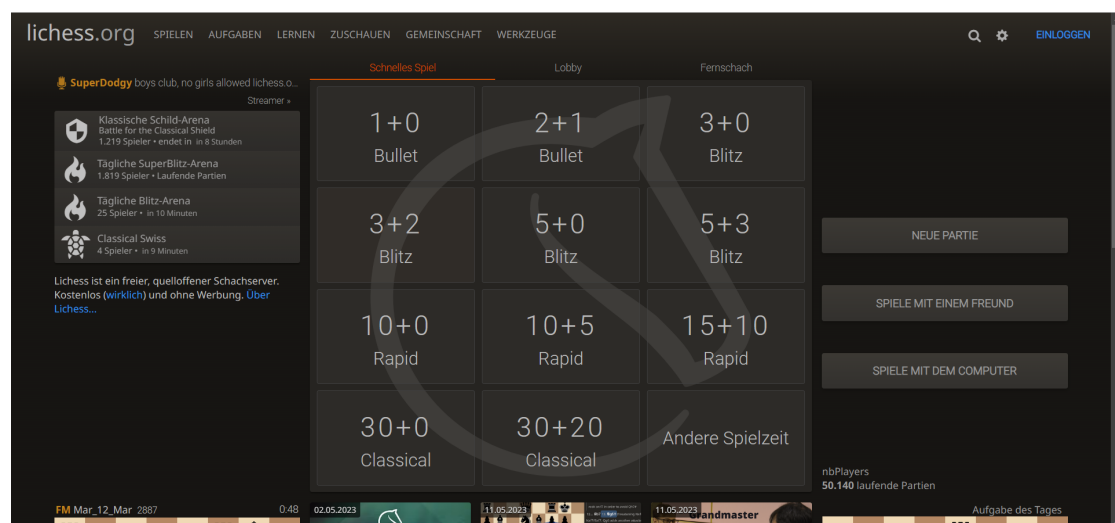 lichess.org SPIELEN AUFGABEN LERNEN ZUSCHAUEN GEMEINSCHAFT WERKZEUGE EINLOGGEN
SuperDodgy boys club, no girls allowed lichess.o...
Streamer »
Klassische Schild-Arena
Battle for the Classical Shield
1.219 Spieler • endet in in 8 Stunden
Tägliche SuperBlitz-Arena
1.819 Spieler • Laufende Partien
Tägliche Blitz-Arena
25 Spieler • in 10 Minuten
Classical Swiss
4 Spieler • in 9 Minuten
Lichess ist ein freier, quelloffener Schachserver.
Kostenlos (wirklich) und ohne Werbung. Über
Lichess...
Schnelles Spiel Lobby Fernschach
1+0 2+1 3+0
Bullet Bullet Blitz
3+2 5+0 5+3
Blitz Blitz Blitz
10+0 10+5 15+10
Rapid Rapid Rapid
30+0 30+20
Classical Classical
Andere Spielzeit
NEUE PARTIE
SPIELE MIT EINEM FREUND
SPIELE MIT DEM COMPUTER
nbPlayers
50.140 laufende Partien
FM Mar_12_Mar 2887 0:48
02.05.2023 11.05.2023 11.05.2023
Grandmaster
Aufgabe des Tages